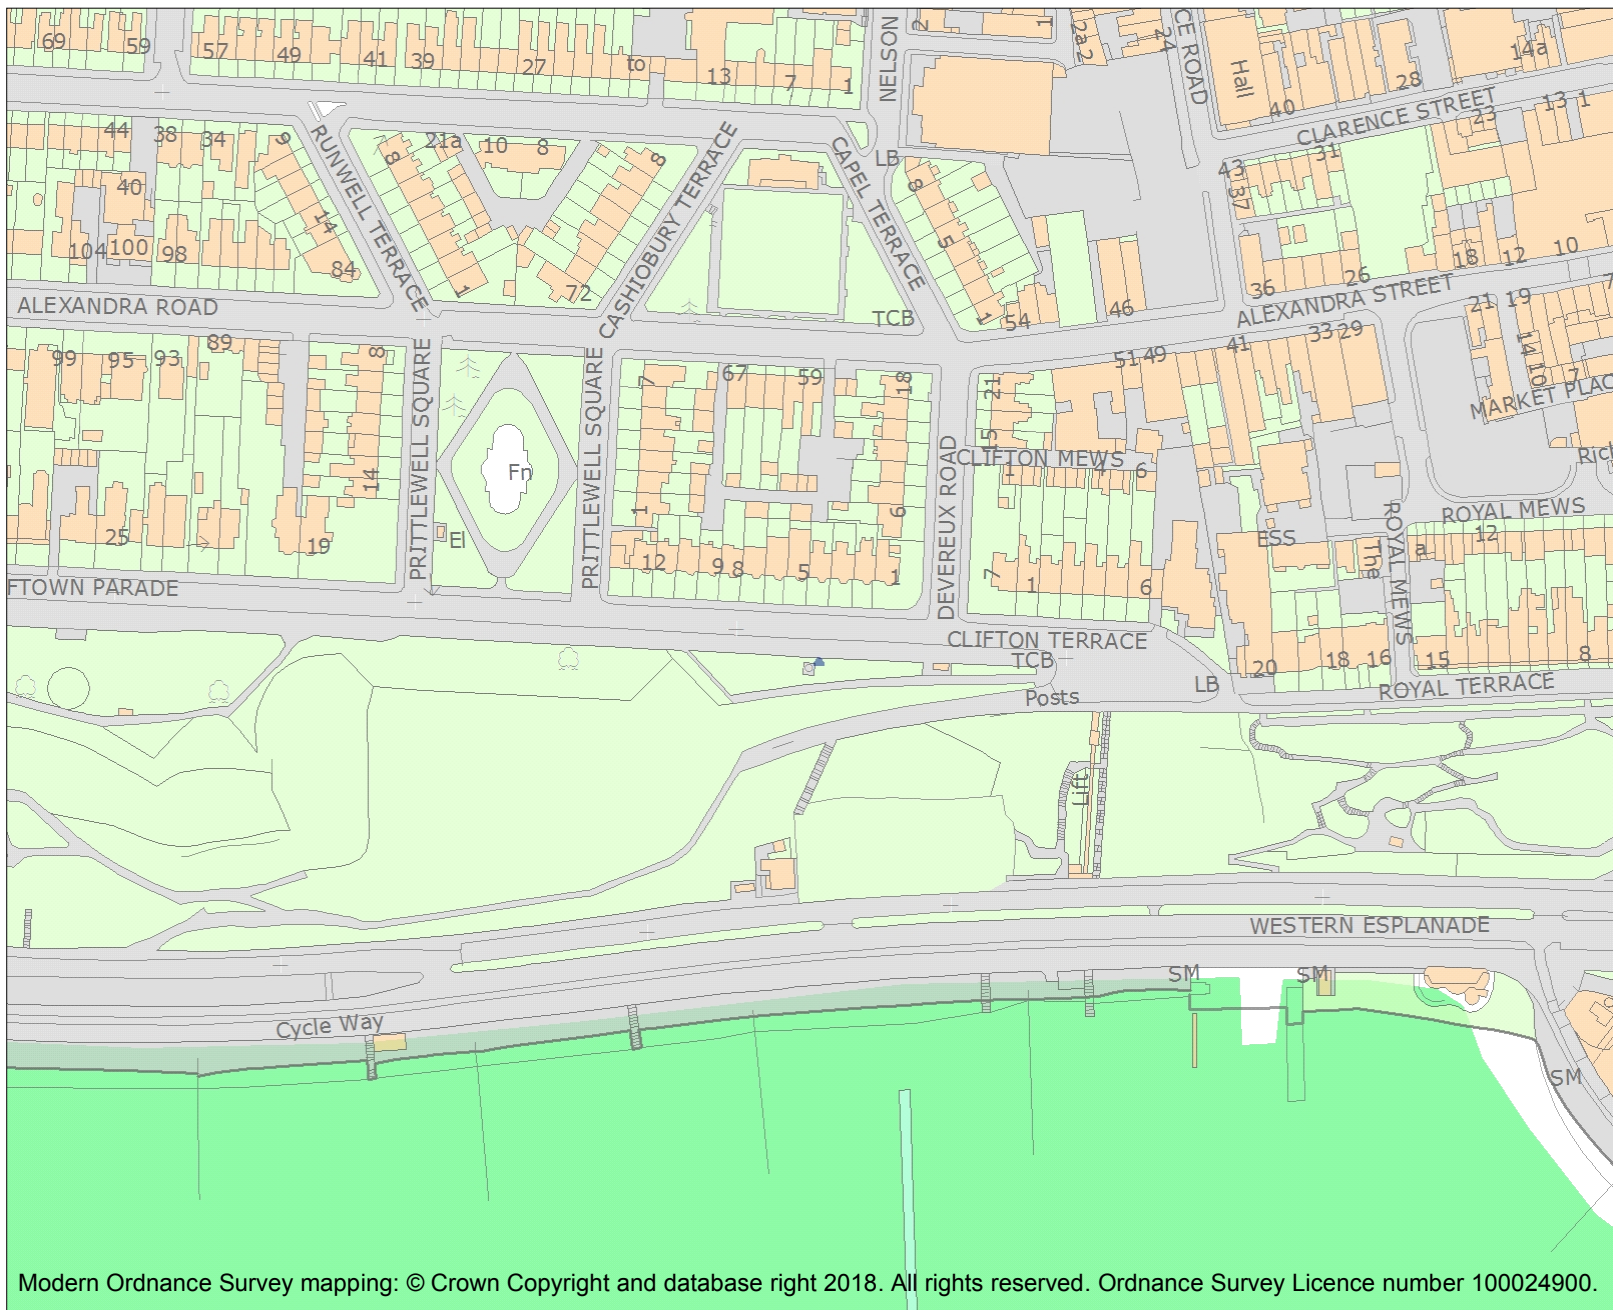 69
59
57
49
41
39
27
to
13
7
1
NELSON
2
1
2a
2
24
CE ROAD
Hall
40
28
14a
CLARENCE STREET
23
13
1
44
38
34
9
RUNWELL TERRACE
8
21a
10
8
8
CASHIOBURY TERRACE
CAPEL TERRACE
LB
8
43
37
31
40
14
5
104
100
98
84
1
72
TCB
1
54
46
36
26
18
12
10
ALEXANDRA ROAD
ALEXANDRA STREET
21
19
7
99
95
93
89
8
PRITTLEWELL SQUARE
PRITTLEWELL SQUARE
7
67
59
18
21
51
49
41
33
29
14
10
7
MARKET PLAC
15
DEVEREUX ROAD
CLIFTON MEWS
1
4
6
Rich
14
Fn
1
6
ROYAL MEWS
ROYAL MEWS
25
19
El
12
9
8
5
1
7
1
6
ESS
The
a
12
FTOWN PARADE
CLIFTON TERRACE
TCB
20
18
16
15
8
Posts
LB
ROYAL TERRACE
Lift
WESTERN ESPLANADE
SM
SM
Cycle Way
SM
Modern Ordnance Survey mapping: © Crown Copyright and database right 2018. All rights reserved. Ordnance Survey Licence number 100024900.